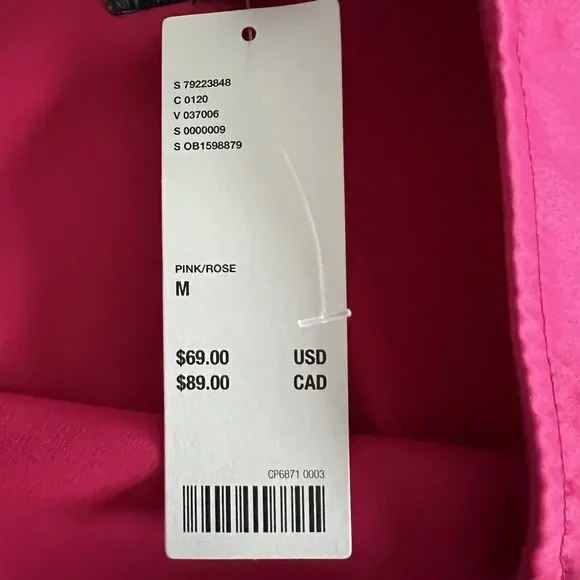 S 79223848
C 0120
V 037006
S 0000009
S OB1598879
PINK/ROSE
M
$69.00 USD
$89.00 CAD
CP6871 0003